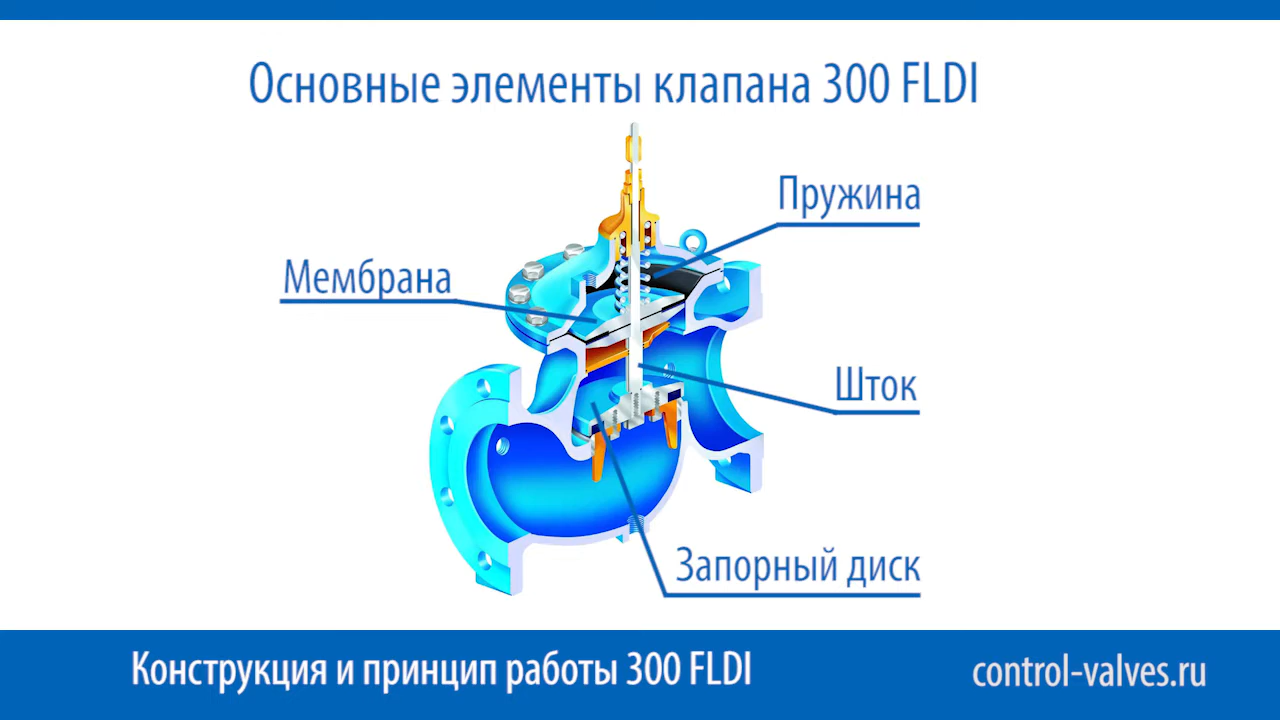 Основные элементы клапана 300 FLDI
Пружина
Мембрана
Шток
Запорный диск
Конструкция и принцип работы 300 FLDI
control-valves.ru